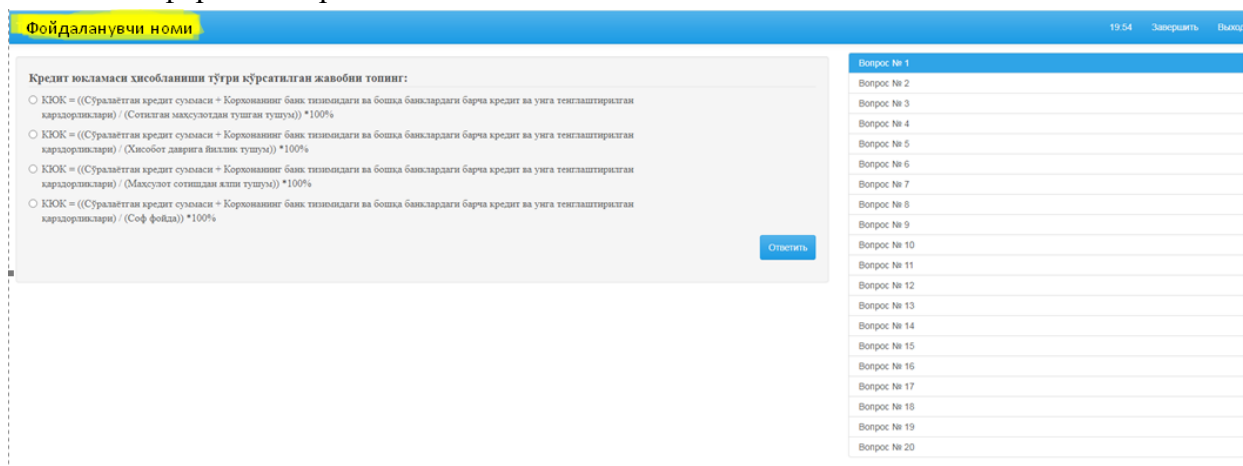 Фойдаланувчи номи
19:54 Завершить Выход
Кредит юкламаси ҳисобланиши тўғри кўрсатилган жавобни топинг:
КЮК = ((Сўралаётган кредит суммаси + Корхонанинг банк тизимидаги ва бошқа банклардаги барча кредит ва унга тенглаштирилган
қарздорликлари) / (Сотилган маҳсулотдан тушган тушум)) *100%
КЮК = ((Сўралаётган кредит суммаси + Корхонанинг банк тизимидаги ва бошқа банклардаги барча кредит ва унга тенглаштирилган
қарздорликлари) / (Ҳисобот даврига йиллик тушум)) *100%
КЮК = ((Сўралаётган кредит суммаси + Корхонанинг банк тизимидаги ва бошқа банклардаги барча кредит ва унга тенглаштирилган
қарздорликлари) / (Маҳсулот сотишдан ялпи тушум)) *100%
КЮК = ((Сўралаётган кредит суммаси + Корхонанинг банк тизимидаги ва бошқа банклардаги барча кредит ва унга тенглаштирилган
қарздорликлари) / (Соф фойда)) *100%
Ответить
Вопрос № 1
Вопрос № 2
Вопрос № 3
Вопрос № 4
Вопрос № 5
Вопрос № 6
Вопрос № 7
Вопрос № 8
Вопрос № 9
Вопрос № 10
Вопрос № 11
Вопрос № 12
Вопрос № 13
Вопрос № 14
Вопрос № 15
Вопрос № 16
Вопрос № 17
Вопрос № 18
Вопрос № 19
Вопрос № 20